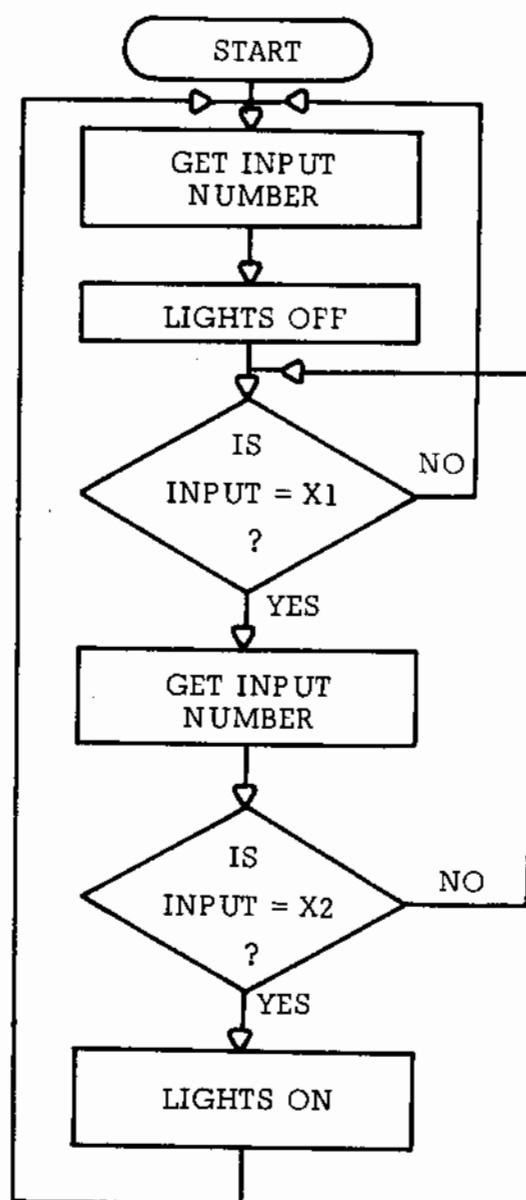 START
GET INPUT
NUMBER
LIGHTS OFF
IS
INPUT = X1
?
NO
YES
GET INPUT
NUMBER
IS
INPUT = X2
?
NO
YES
LIGHTS ON